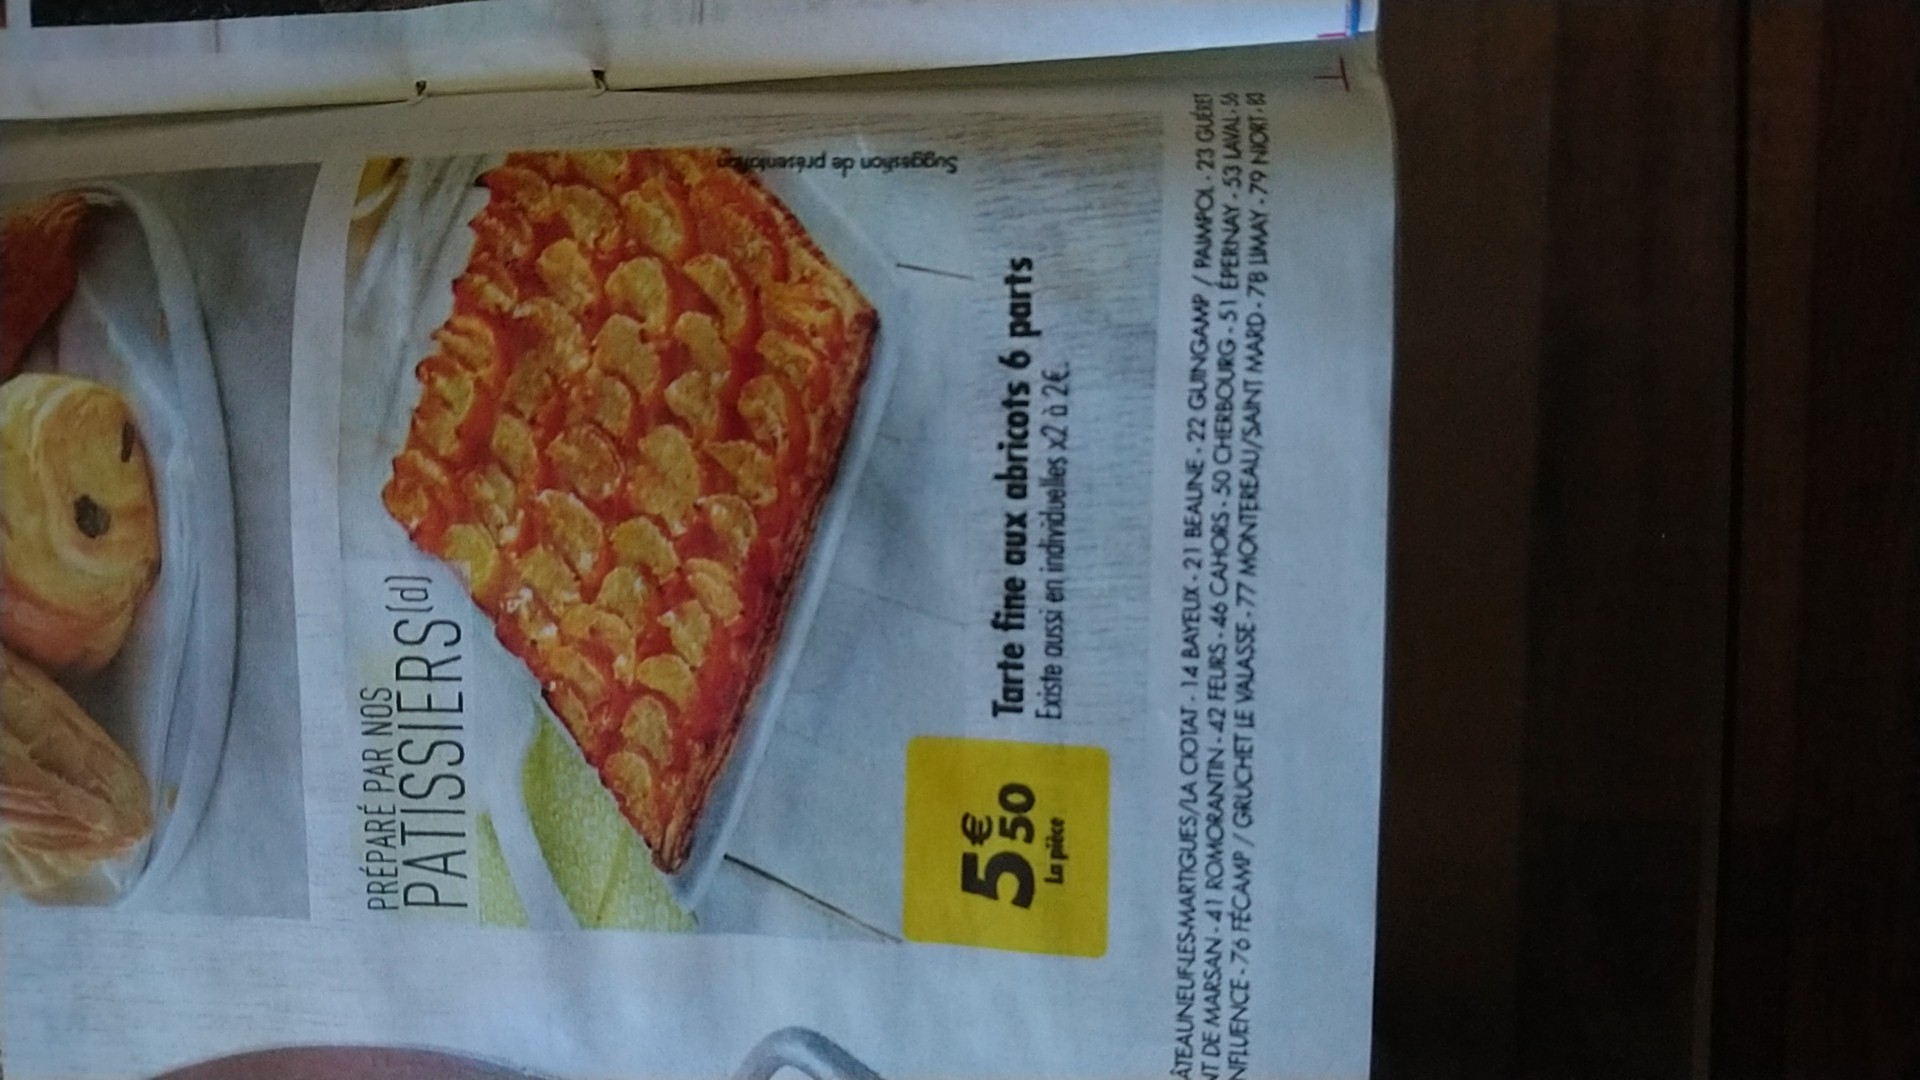 PRÉPARÉ PAR NOS
PATISSIERS(d)
Suggestion de présentation
5€50
La pièce
Tarte fine aux abricots 6 parts
Existe aussi en individuelles x2 à 2€.
ÂTEAUNEUF-LES-MARTIGUES/LA CIOTAT - 14 BAYEUX - 21 BEAUNE - 22 GUINGAMP / PAIMPOL - 23 GUÉRET
NT DE MARSAN - 41 ROMORANTIN - 42 FEURS - 46 CAHORS - 50 CHERBOURG - 51 ÉPERNAY - 53 LAVAL - 56
NFLUENCE - 76 FÉCAMP / GRUCHET LE VALASSE - 77 MONTEREAU/SAINT MARD - 78 LIMAY - 79 NIORT - 83